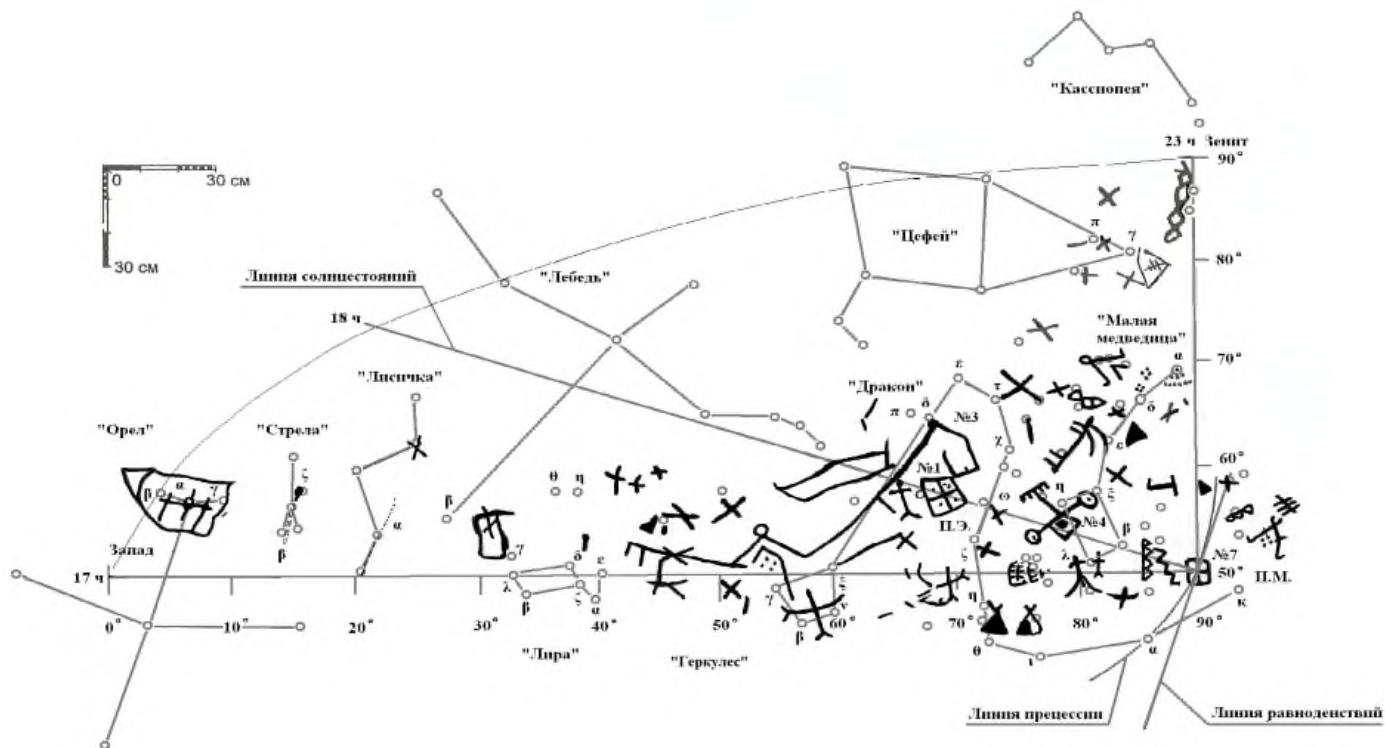 "Кассиопея"
23 ч Зенит
90°
0 30 см
30 см
"Цефей"
π
γ
80°
Линия солнцестояний
"Лебедь"
18 ч
"Малая
медведица"
α
70°
"Лисичка"
"Дракон"
ε
π
δ
τ
δ
"Орел"
"Стрела"
№3
χ
ε
60°
β
α
γ
ξ
θ
η
№1
ω
η
ξ
β
α
β
П.Э.
№4
β
Запад
γ
ζ
λ
№7
17 ч
δ
ε
50°
П.М.
λ
β
ξ
α
γ
ξ
ν
η
κ
0°
10°
20°
30°
40°
50°
β
60°
70°
80°
90°
θ
ι
α
"Лира"
"Геркулес"
Линия прецессии
Линия равноденствий